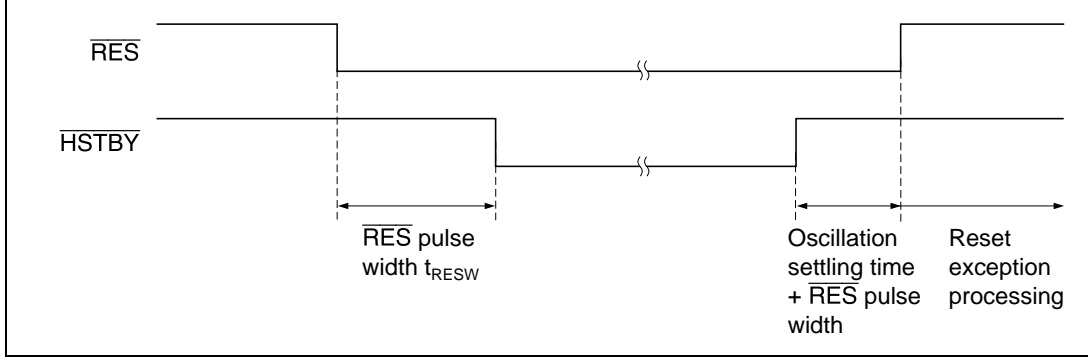 RES
HSTBY
RES pulse
width tRESW
Oscillation
settling time
+ RES pulse
width
Reset
exception
processing